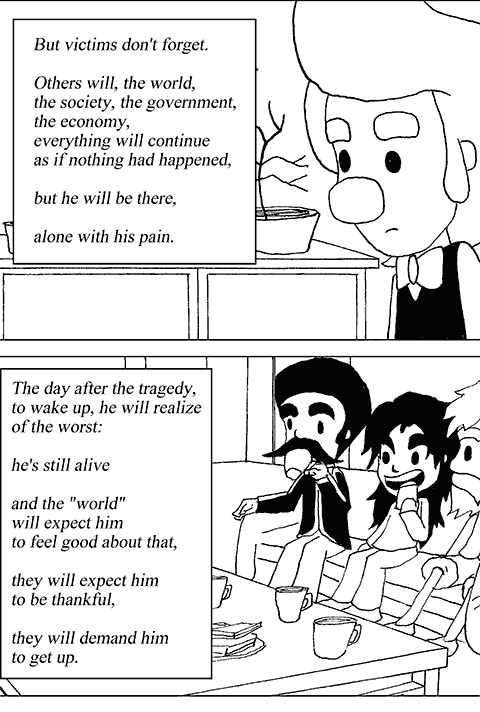 But victims don't forget.
Others will, the world,
the society, the government,
the economy,
everything will continue
as if nothing had happened,
but he will be there,
alone with his pain.
The day after the tragedy,
to wake up, he will realize
of the worst:
he's still alive
and the "world"
will expect him
to feel good about that,
they will expect him
to be thankful,
they will demand him
to get up.